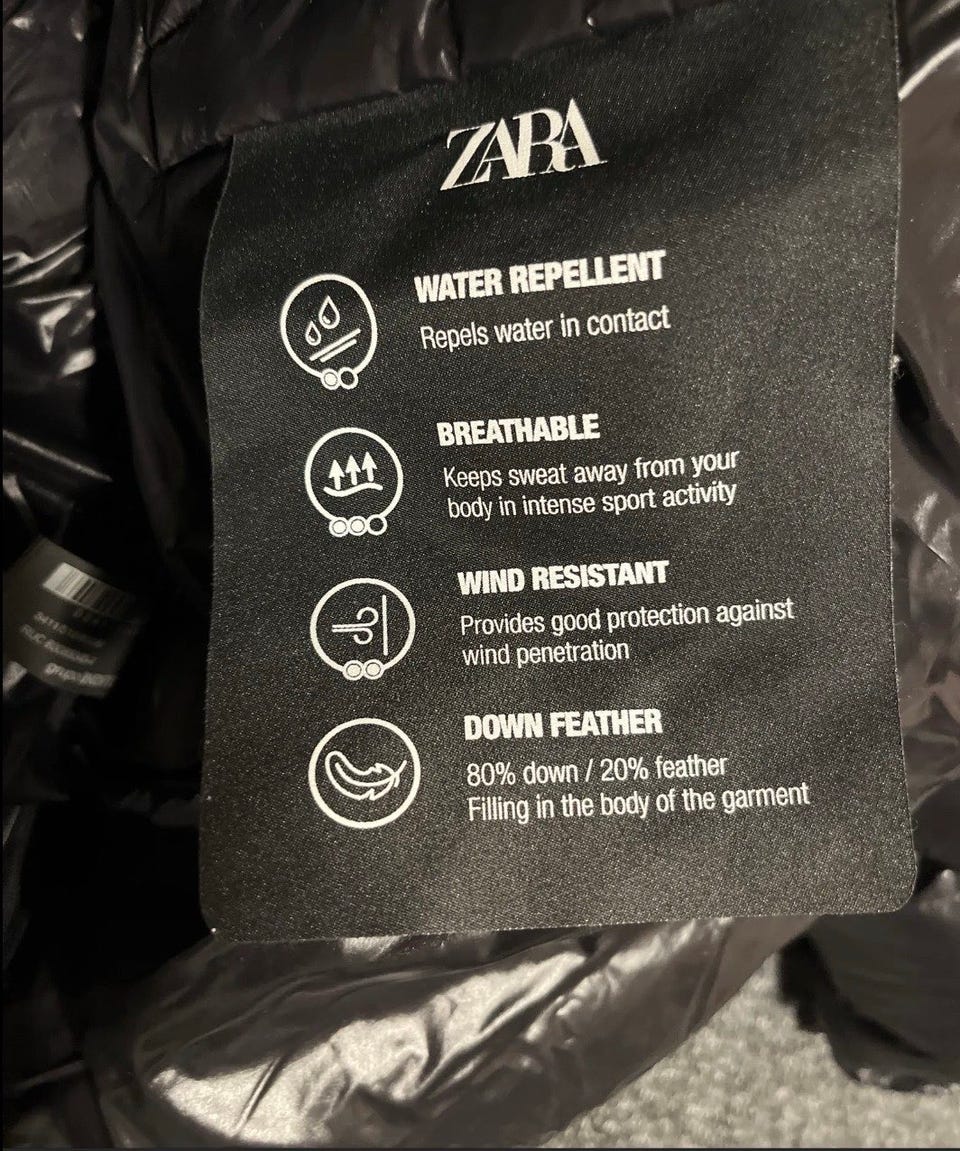 ZARA
WATER REPELLENT
Repels water in contact
BREATHABLE
Keeps sweat away from your
body in intense sport activity
WIND RESISTANT
Provides good protection against
wind penetration
DOWN FEATHER
80% down / 20% feather
Filling in the body of the garment